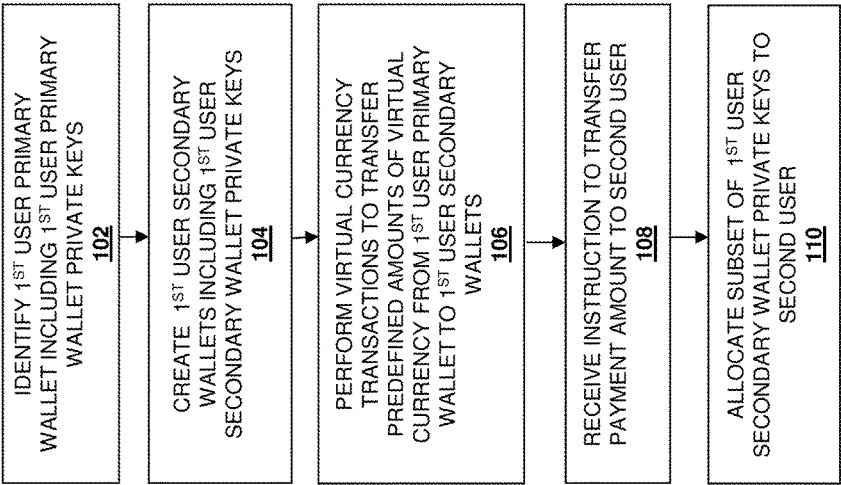 IDENTIFY 1ST USER PRIMARY
WALLET INCLUDING 1ST USER PRIMARY
WALLET PRIVATE KEYS
102
CREATE 1ST USER SECONDARY
WALLETS INCLUDING 1ST USER
SECONDARY WALLET PRIVATE KEYS
104
PERFORM VIRTUAL CURRENCY
TRANSACTIONS TO TRANSFER
PREDEFINED AMOUNTS OF VIRTUAL
CURRENCY FROM 1ST USER PRIMARY
WALLET TO 1ST USER SECONDARY
WALLETS
106
RECEIVE INSTRUCTION TO TRANSFER
PAYMENT AMOUNT TO SECOND USER
108
ALLOCATE SUBSET OF 1ST USER
SECONDARY WALLET PRIVATE KEYS TO
SECOND USER
110